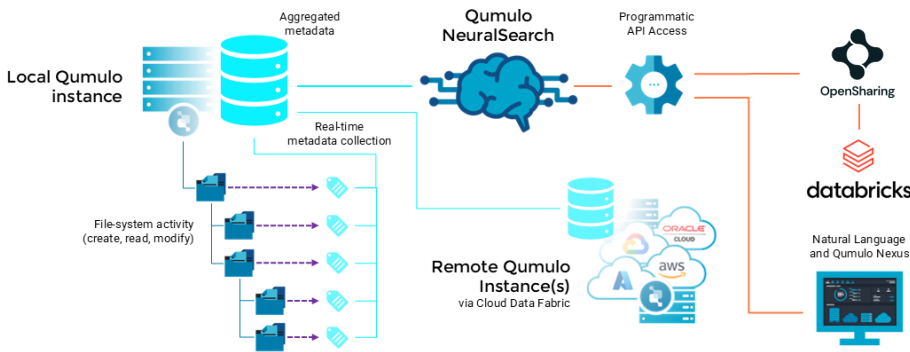 Aggregated
metadata
Qumulo
NeuralSearch
Programmatic
API Access
Local Qumulo
instance
OpenSharing
Real-time
metadata collection
databricks
File-system activity
(create, read, modify)
ORACLE
CLOUD
aws
Remote Qumulo
Instance(s)
via Cloud Data Fabric
Natural Language
and Qumulo Nexus